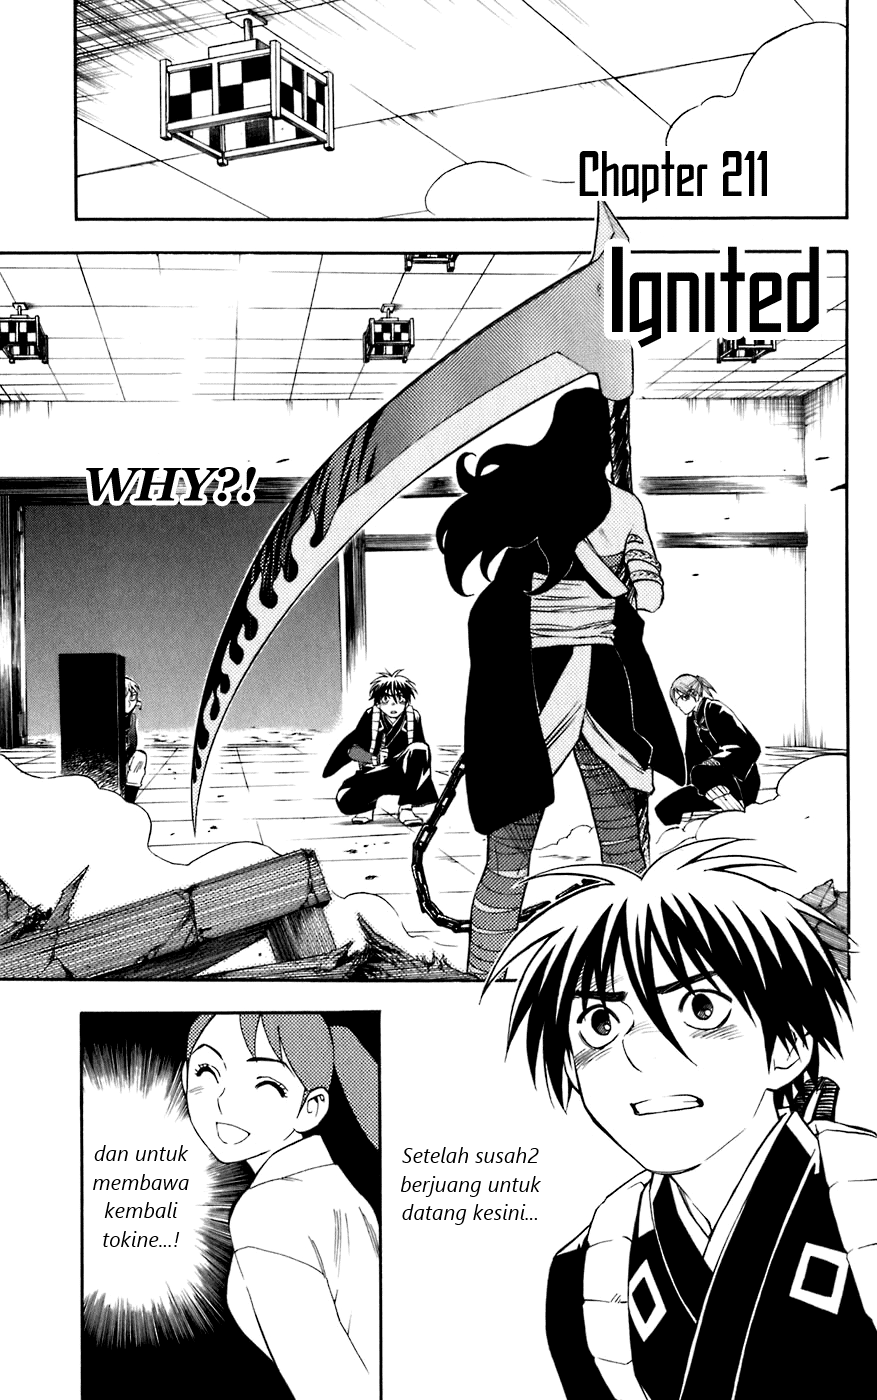 Chapter 211
Ignited
WHY?!
Setelah susah2
berjuang untuk
datang kesini...
dan untuk
membawa
kembali
tokine...!